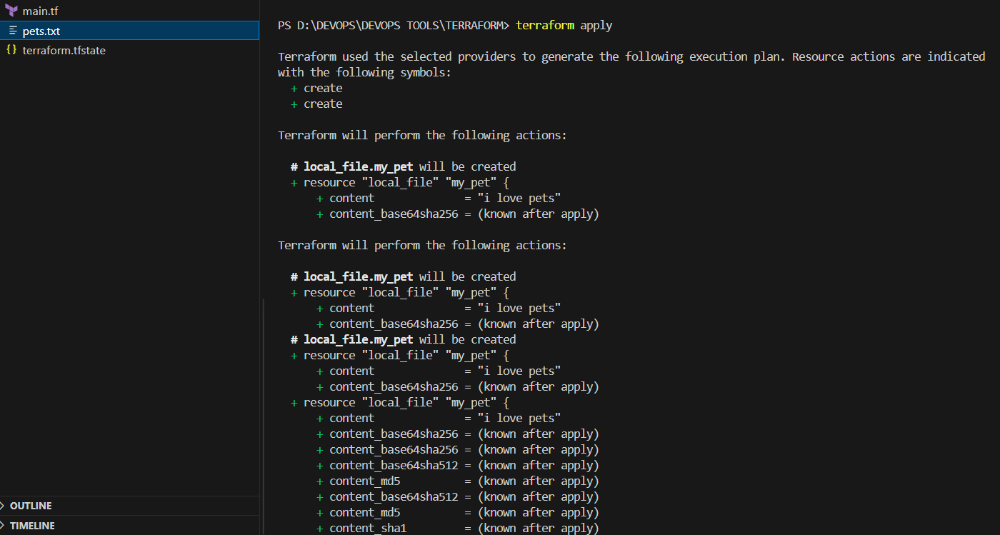 main.tf
pets.txt
terraform.tfstate
OUTLINE
TIMELINE
PS D:\DEVOPS\DEVOPS TOOLS\TERRAFORM> terraform apply
Terraform used the selected providers to generate the following execution plan. Resource actions are indicated
with the following symbols:
+ create
+ create
Terraform will perform the following actions:
# local_file.my_pet will be created
+ resource "local_file" "my_pet" {
+ content = "i love pets"
+ content_base64sha256 = (known after apply)
Terraform will perform the following actions:
# local_file.my_pet will be created
+ resource "local_file" "my_pet" {
+ content = "i love pets"
+ content_base64sha256 = (known after apply)
# local_file.my_pet will be created
+ resource "local_file" "my_pet" {
+ content = "i love pets"
+ content_base64sha256 = (known after apply)
+ resource "local_file" "my_pet" {
+ content = "i love pets"
+ content_base64sha256 = (known after apply)
+ content_base64sha256 = (known after apply)
+ content_base64sha512 = (known after apply)
+ content_md5 = (known after apply)
+ content_base64sha512 = (known after apply)
+ content_md5 = (known after apply)
+ content_sha1 = (known after apply)